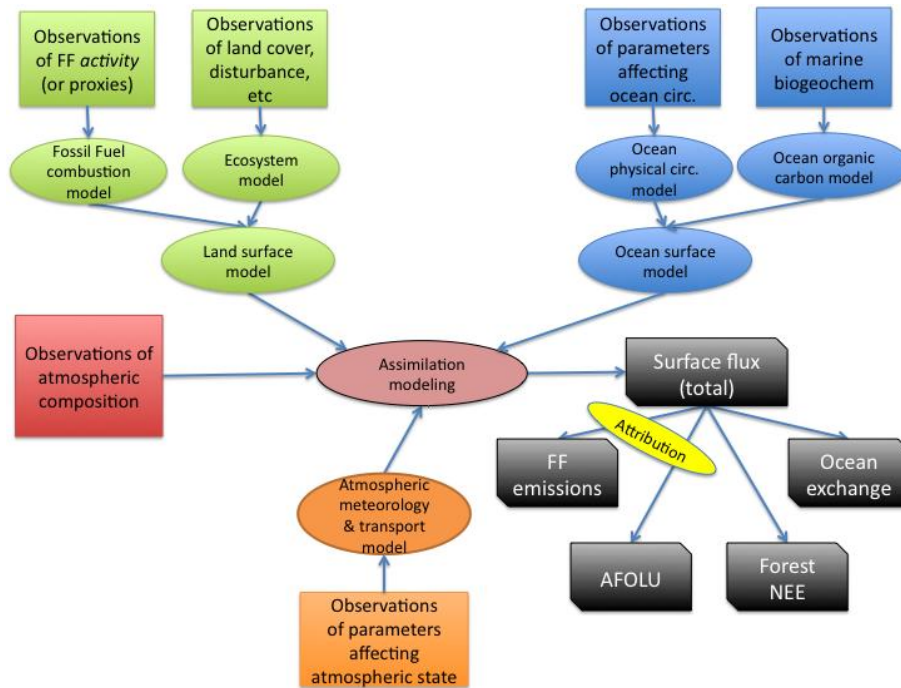 Observations
of FF activity
(or proxies)
Observations
of land cover,
disturbance,
etc
Observations
of parameters
affecting
ocean circ.
Observations
of marine
biogeochem
Fossil Fuel
combustion
model
Ecosystem
model
Ocean
physical circ.
model
Ocean organic
carbon model
Land surface
model
Ocean surface
model
Observations of
atmospheric
composition
Assimilation
modeling
Surface flux
(total)
Attribution
FF
emissions
Ocean
exchange
Atmospheric
meteorology
& transport
model
AFOLU
Forest
NEE
Observations
of parameters
affecting
atmospheric state